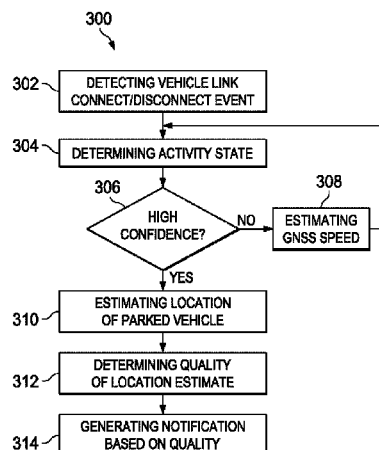 300
302
DETECTING VEHICLE LINK
CONNECT/DISCONNECT EVENT
304
DETERMINING ACTIVITY STATE
306
HIGH
CONFIDENCE?
NO
308
ESTIMATING
GNSS SPEED
YES
310
ESTIMATING LOCATION
OF PARKED VEHICLE
312
DETERMINING QUALITY
OF LOCATION ESTIMATE
314
GENERATING NOTIFICATION
BASED ON QUALITY